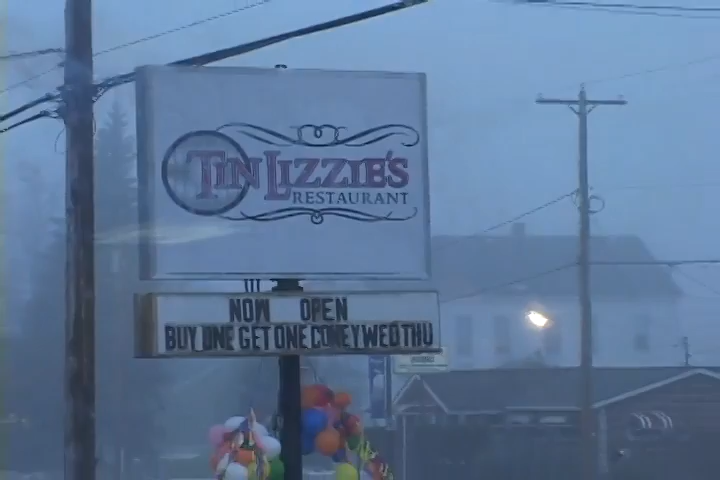 TIN LIZZIE'S
RESTAURANT
NOW OPEN
BUY ONE GET ONE CONEY WED THU